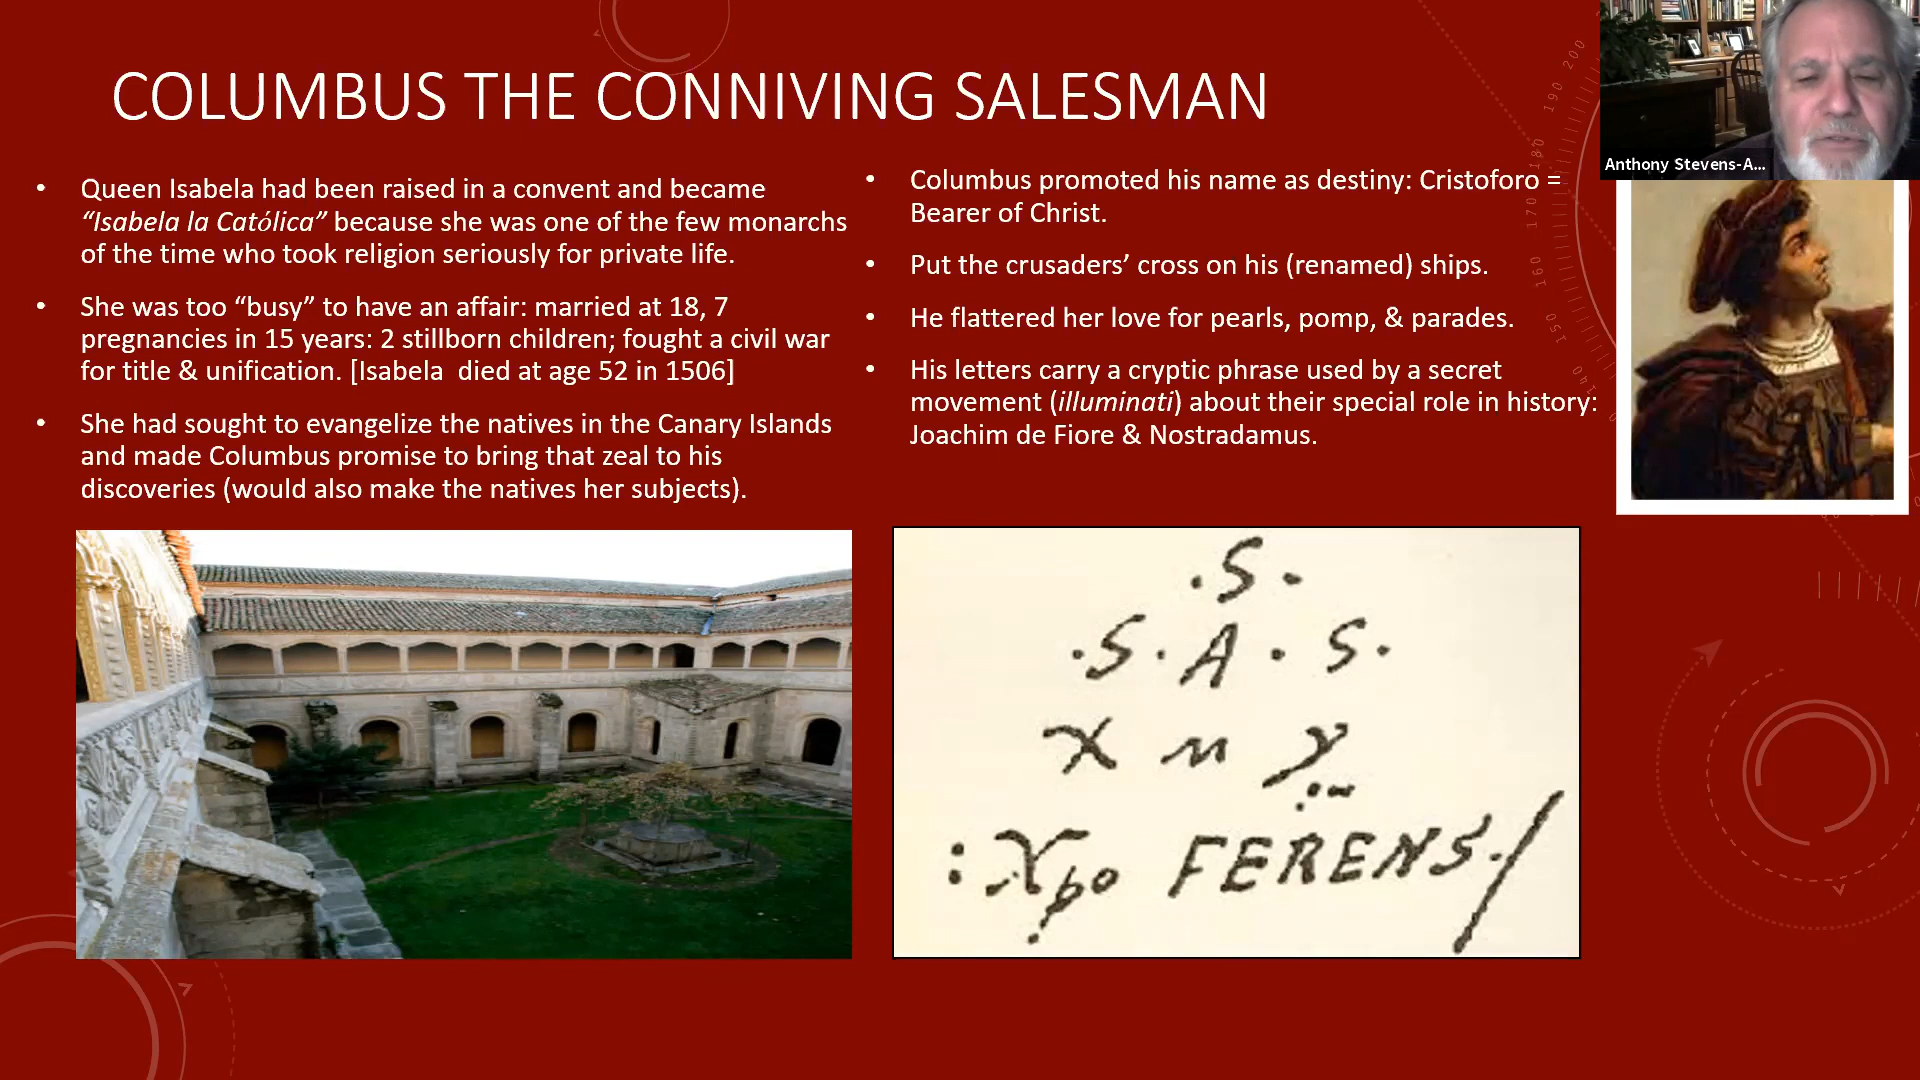 COLUMBUS THE CONNIVING SALESMAN
• Queen Isabela had been raised in a convent and became
“Isabela la Católica” because she was one of the few monarchs
of the time who took religion seriously for private life.
• She was too “busy” to have an affair: married at 18, 7
pregnancies in 15 years: 2 stillborn children; fought a civil war
for title & unification. [Isabela  died at age 52 in 1506]
• She had sought to evangelize the natives in the Canary Islands
and made Columbus promise to bring that zeal to his
discoveries (would also make the natives her subjects).
• Columbus promoted his name as destiny: Cristoforo =
Bearer of Christ.
• Put the crusaders’ cross on his (renamed) ships.
• He flattered her love for pearls, pomp, & parades.
• His letters carry a cryptic phrase used by a secret
movement (illuminati) about their special role in history:
Joachim de Fiore & Nostradamus.
Anthony Stevens-A...
140 150 160 170 180 190 200
.S.
.S.A.S.
X M Y
:Xpo FERENS./